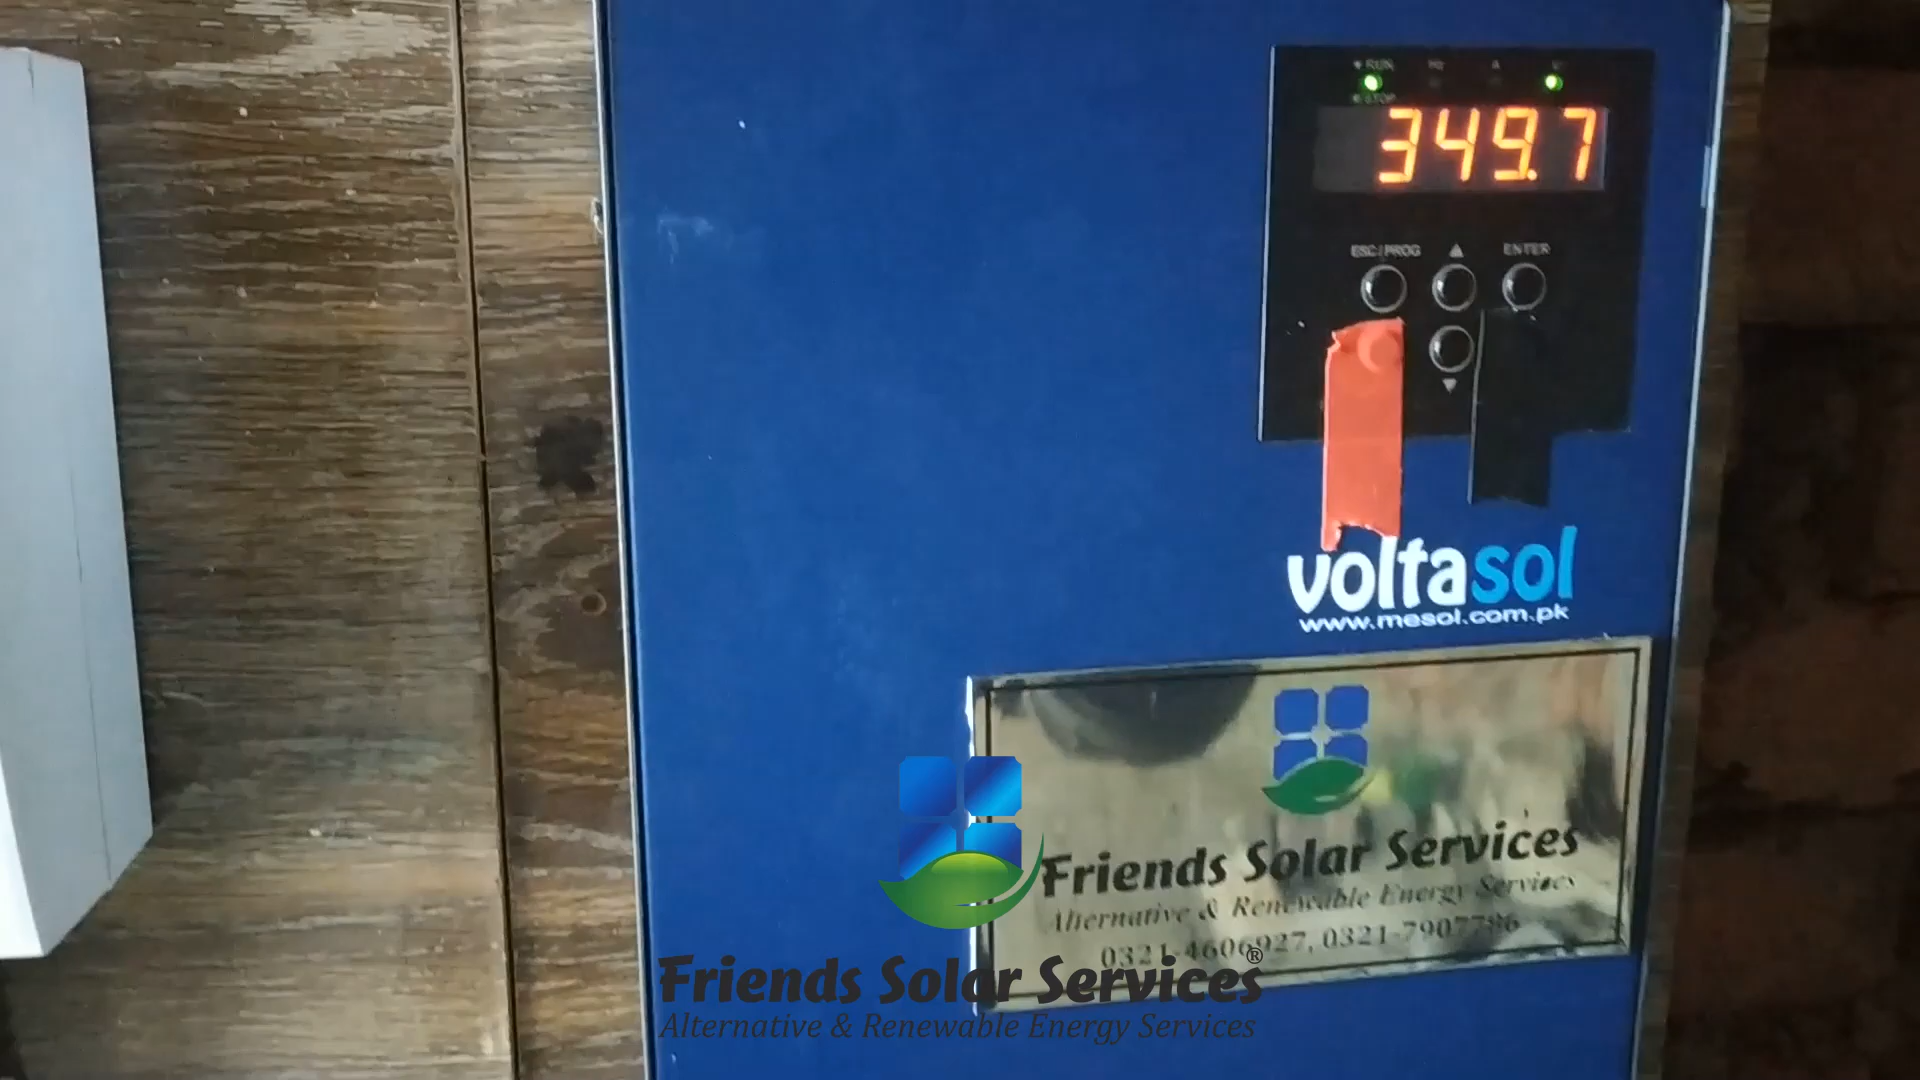 RUN Hz A V
STOP
349.7
ESC/PROG ▲ ENTER
▼
voltasol
www.mesol.com.pk
Friends Solar Services
Alternative & Renewable Energy Services
0321-4606927, 0321-7907786
Friends Solar Services®
Alternative & Renewable Energy Services